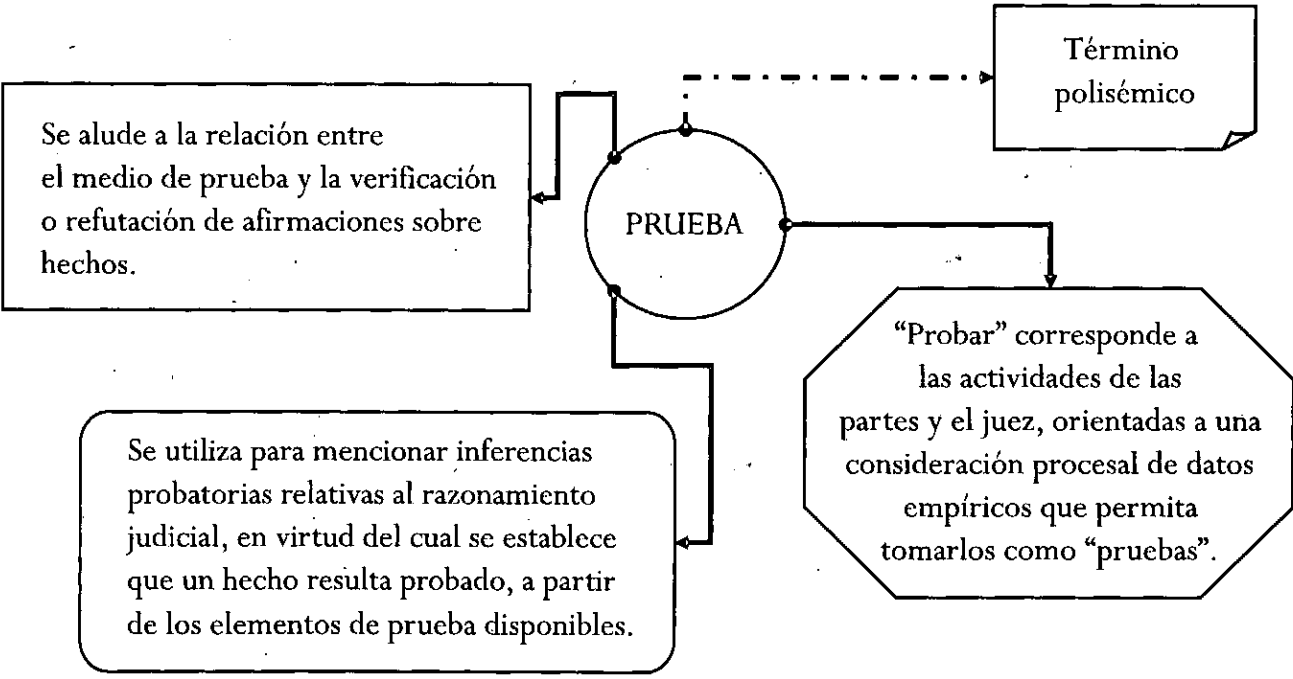 Término
polisémico
Se alude a la relación entre
el medio de prueba y la verificación
o refutación de afirmaciones sobre
hechos.
PRUEBA
“Probar” corresponde a
las actividades de las
partes y el juez, orientadas a una
consideración procesal de datos
empíricos que permita
tomarlos como “pruebas”.
Se utiliza para mencionar inferencias
probatorias relativas al razonamiento
judicial, en virtud del cual se establece
que un hecho resulta probado, a partir
de los elementos de prueba disponibles.